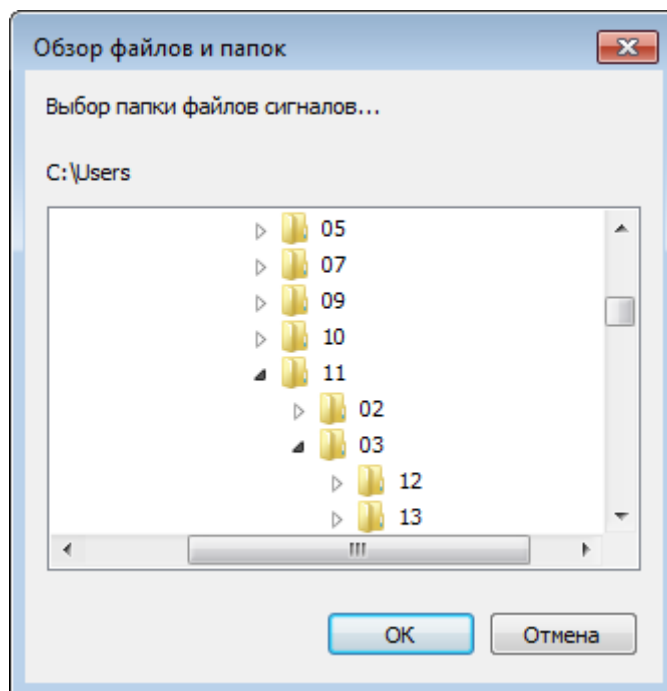 Обзор файлов и папок
Выбор папки файлов сигналов...
C:\Users
05
07
09
10
11
02
03
12
13
OK Отмена